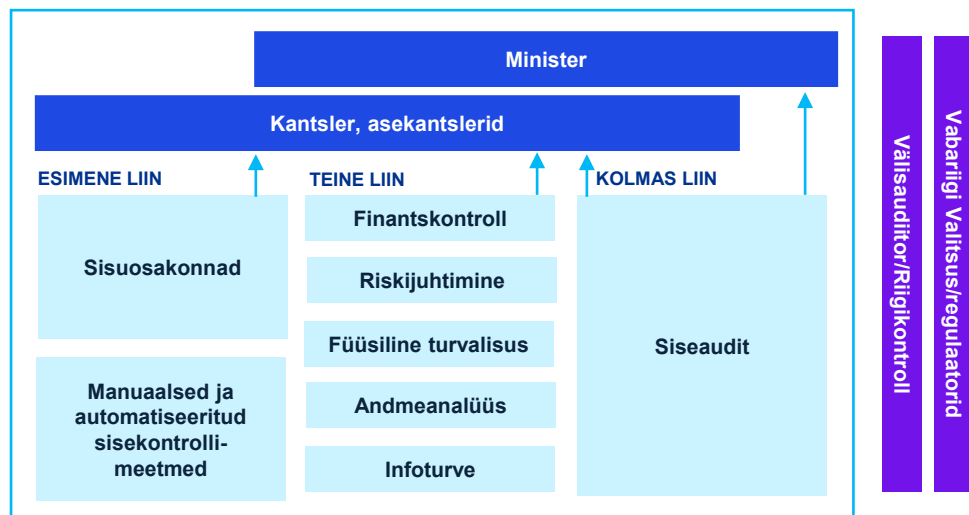 Minister
Kantsler, asekantslerid
ESIMENE LIIN
TEINE LIIN
KOLMAS LIIN
Sisuosakonnad
Manuaalsed ja
automatiseeritud
sisekontrolli-
meetmed
Finantskontroll
Riskijuhtimine
Füüsiline turvalisus
Andmeanalüüs
Infoturve
Siseaudit
Välisaudiitor/Riigikontroll
Vabariigi Valitsus/regulaatorid